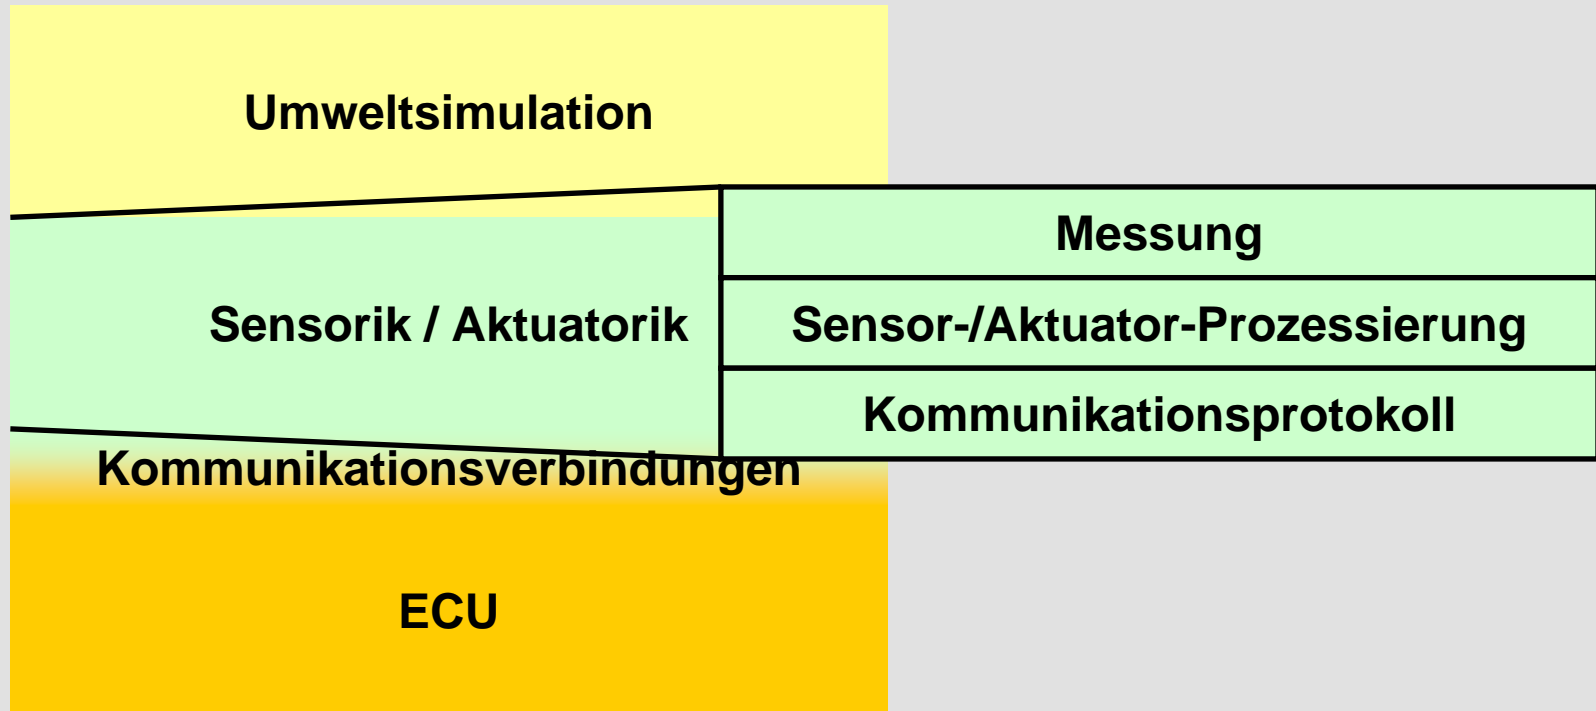 Umweltsimulation
Messung
Sensorik / Aktuatorik
Sensor-/Aktuator-Prozessierung
Kommunikationsprotokoll
Kommunikationsverbindungen
ECU